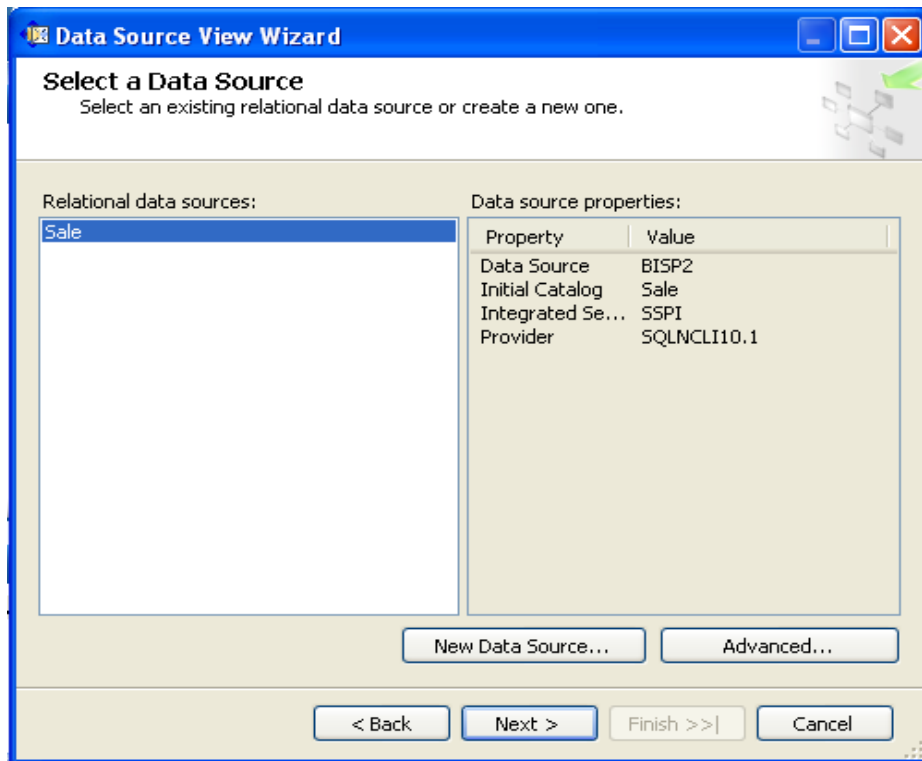 Data Source View Wizard
Select a Data Source
Select an existing relational data source or create a new one.
Relational data sources:
Sale
Data source properties:
Property Value
Data Source BISP2
Initial Catalog Sale
Integrated Se... SSPI
Provider SQLNCLI10.1
New Data Source... Advanced...
< Back Next > Finish >>| Cancel